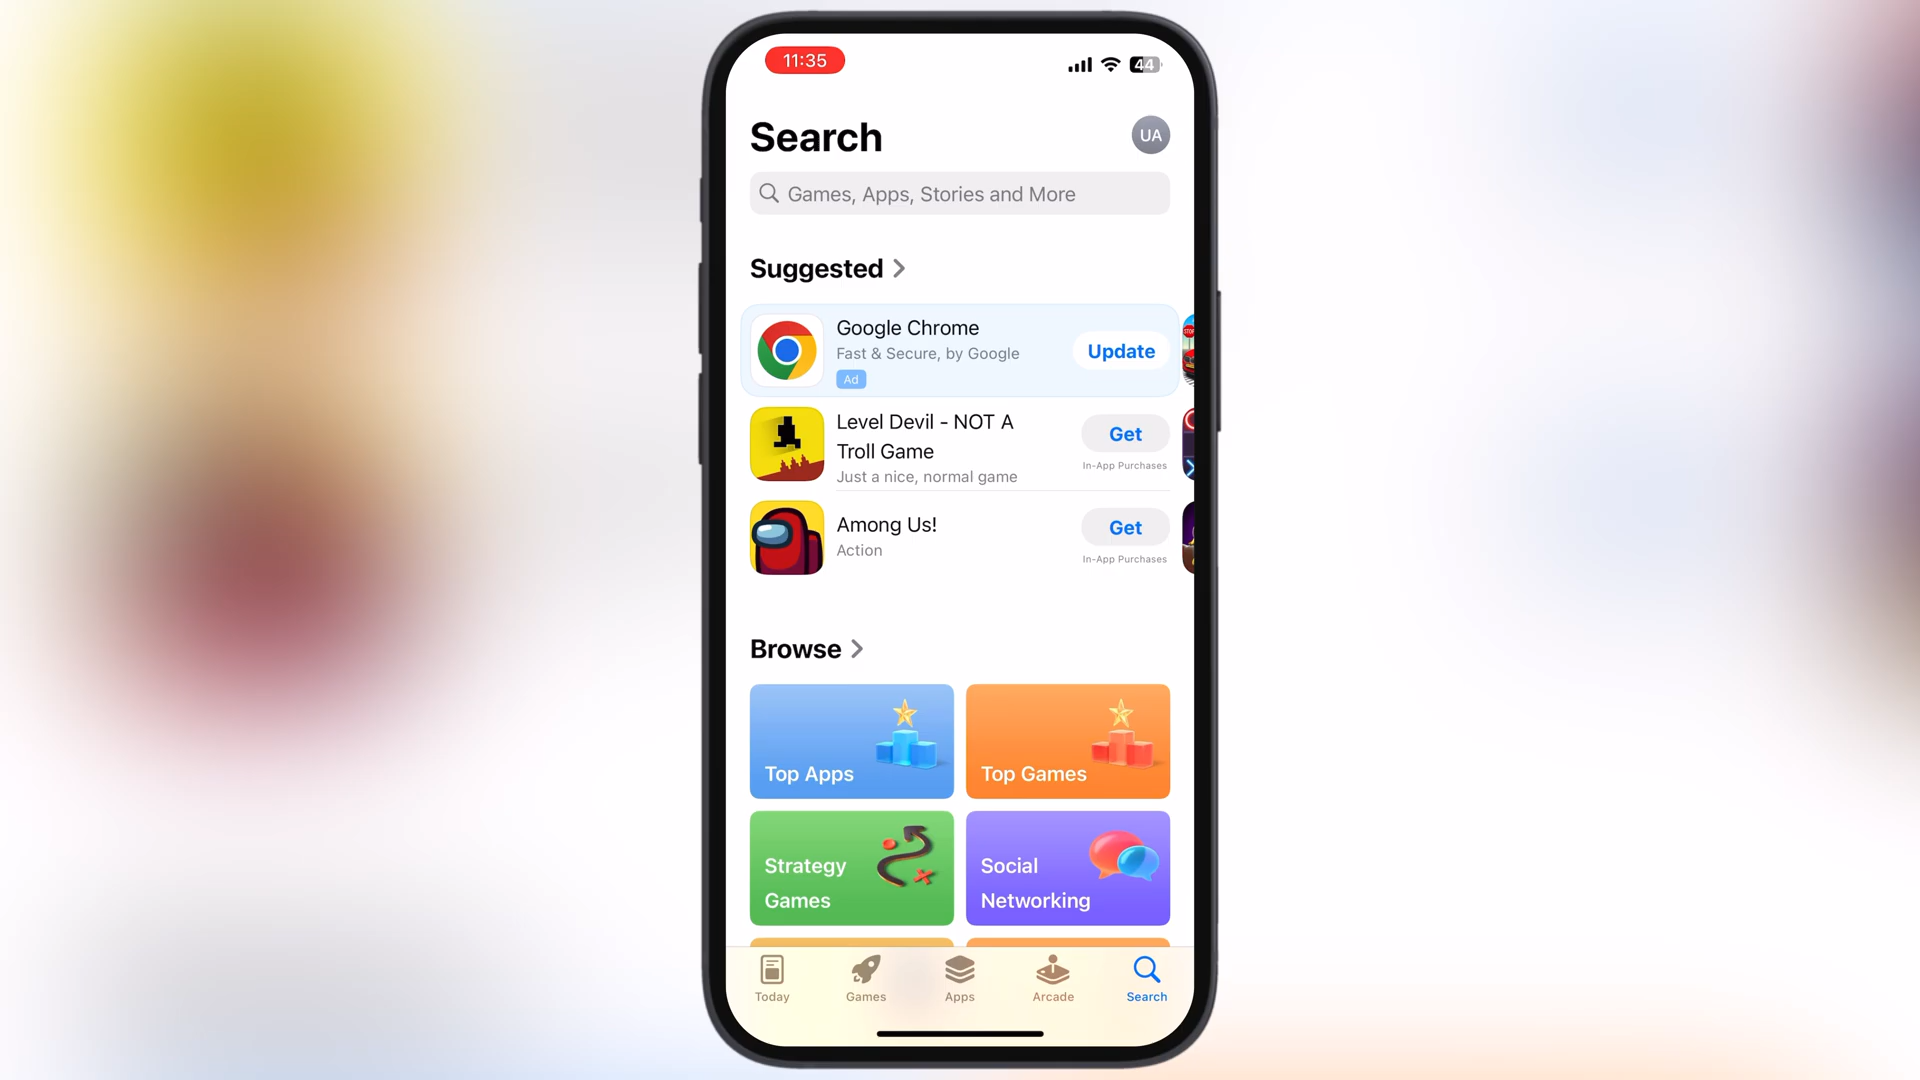 11:35
44
Search
UA
Games, Apps, Stories and More
Suggested
Google Chrome
Fast & Secure, by Google
Ad
Update
STOP
Level Devil - NOT A
Troll Game
Just a nice, normal game
Get
In-App Purchases
Among Us!
Action
Get
In-App Purchases
Browse
Top Apps
Top Games
Strategy
Games
Social
Networking
Today
Games
Apps
Arcade
Search